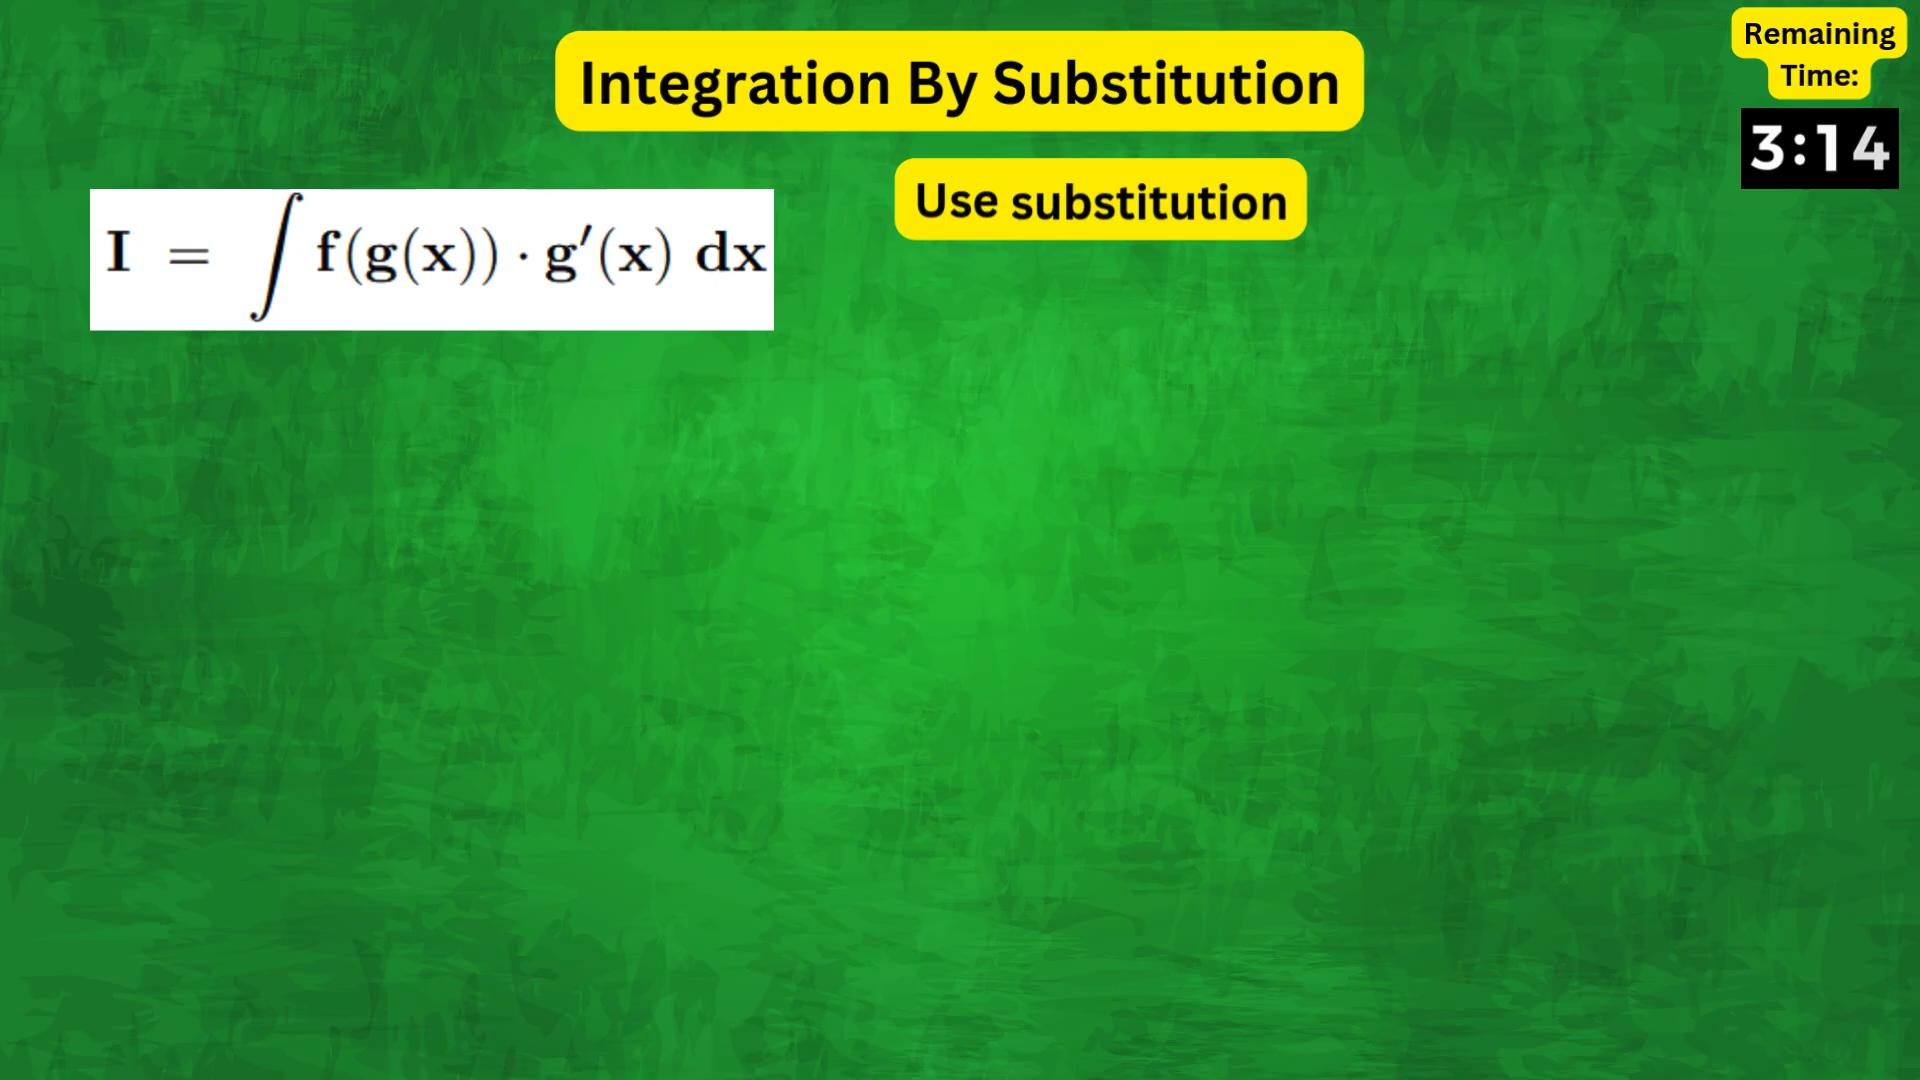 Integration By Substitution
Remaining
Time:
3:14
Use substitution
I = ∫ f(g(x)) · g′(x) dx